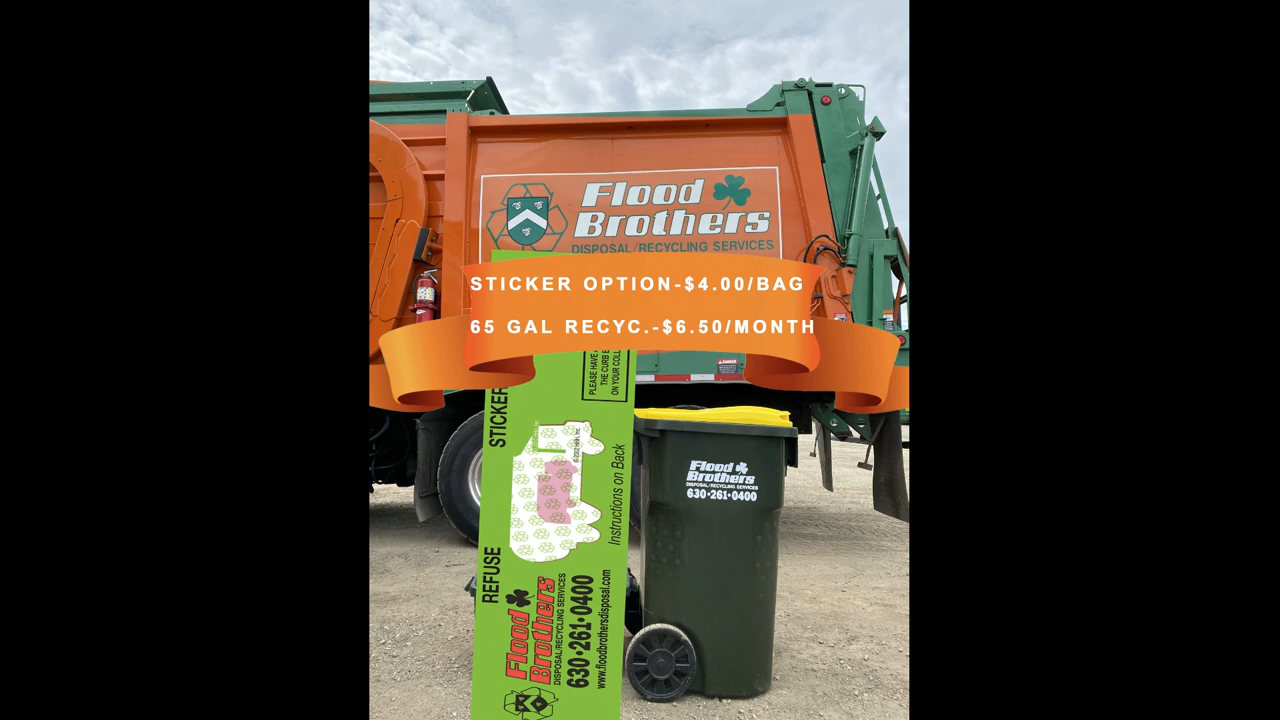 Flood
Brothers
DISPOSAL/RECYCLING SERVICES
STICKER OPTION-$4.00/BAG
65 GAL RECYC.-$6.50/MONTH
PLEASE HAVE
THE CURB
ON YOUR COLL
REFUSE STICKER
Instructions on Back
Flood
Brothers
DISPOSAL/RECYCLING SERVICES
630•261•0400
www.floodbrothersdisposal.com
Flood
Brothers
DISPOSAL/RECYCLING SERVICES
630•261•0400